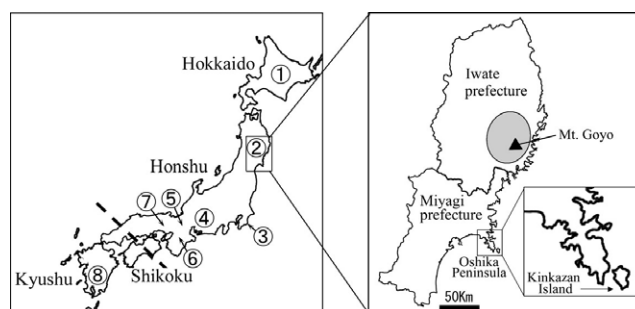 Hokkaido
①
②
Honshu
⑦
⑤
④
③
⑥
Kyushu
⑧
Shikoku
Iwate
prefecture
Mt. Goyo
Miyagi
prefecture
Oshika
Peninsula
Kinkazan
Island
50Km